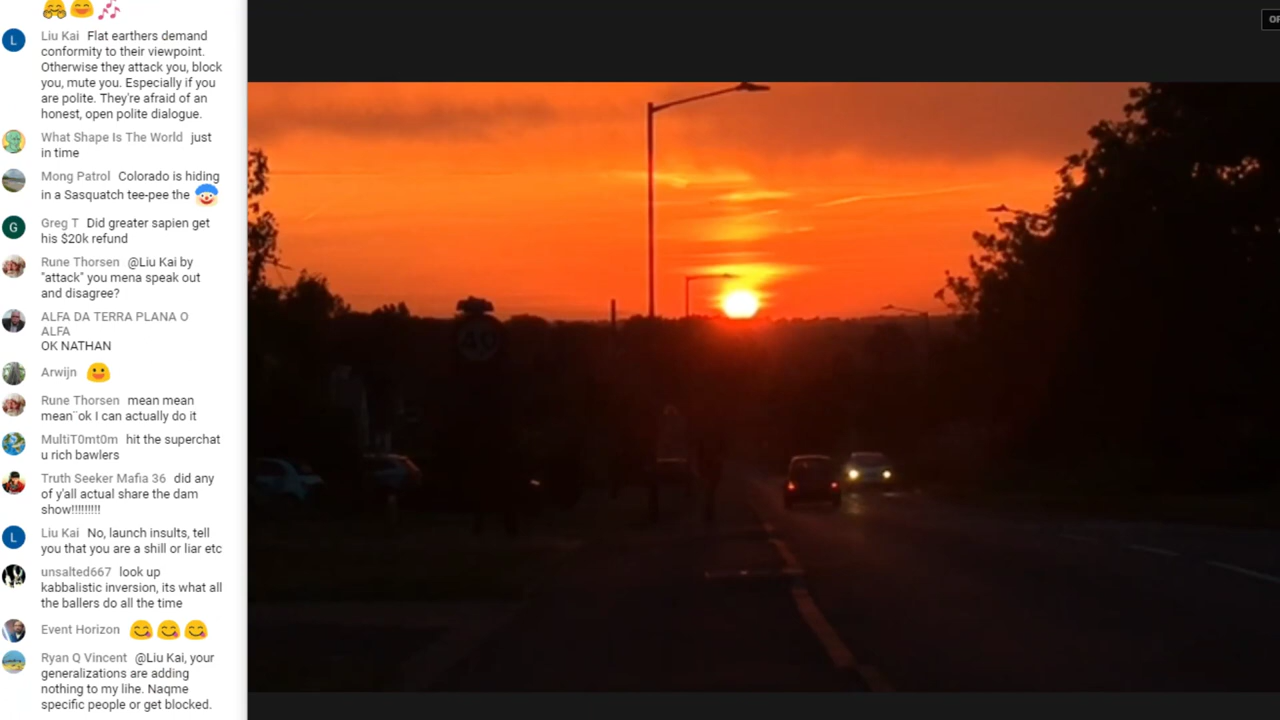 Liu Kai Flat earthers demand
conformity to their viewpoint.
Otherwise they attack you, block
you, mute you. Especially if you
are polite. They're afraid of an
honest, open polite dialogue.
What Shape Is The World just
in time
Mong Patrol Colorado is hiding
in a Sasquatch tee-pee the
Greg T Did greater sapien get
his $20k refund
Rune Thorsen @Liu Kai by
"attack" you mena speak out
and disagree?
ALFA DA TERRA PLANA O
ALFA
OK NATHAN
Arwijn
Rune Thorsen mean mean
mean¨ok I can actually do it
MultiT0mt0m hit the superchat
u rich bawlers
Truth Seeker Mafia 36 did any
of y'all actual share the dam
show!!!!!!!!!
Liu Kai No, launch insults, tell
you that you are a shill or liar etc
unsalted667 look up
kabbalistic inversion, its what all
the ballers do all the time
Event Horizon
Ryan Q Vincent @Liu Kai, your
generalizations are adding
nothing to my lihe. Naqme
specific people or get blocked.
L
G
L
40